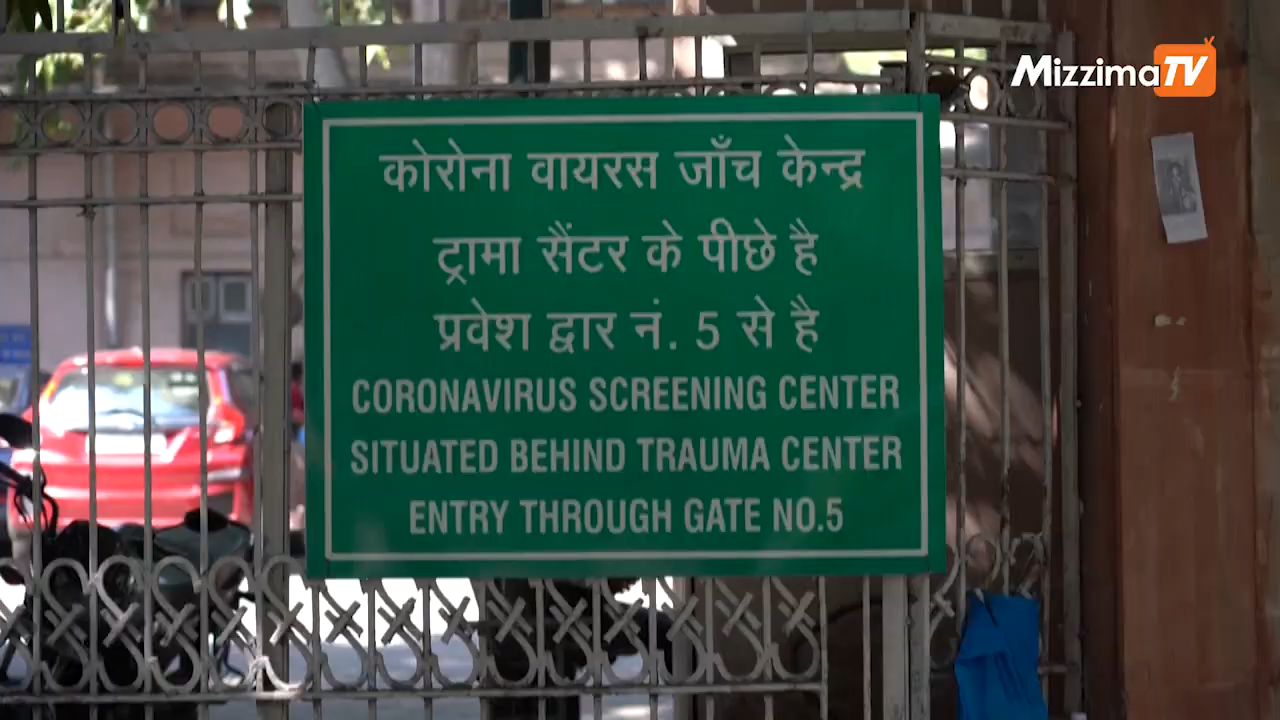 MizzimaTV
कोरोना वायरस जाँच केन्द्र
ट्रामा सैंटर के पीछे है
प्रवेश द्वार नं. 5 से है
CORONAVIRUS SCREENING CENTER
SITUATED BEHIND TRAUMA CENTER
ENTRY THROUGH GATE NO.5